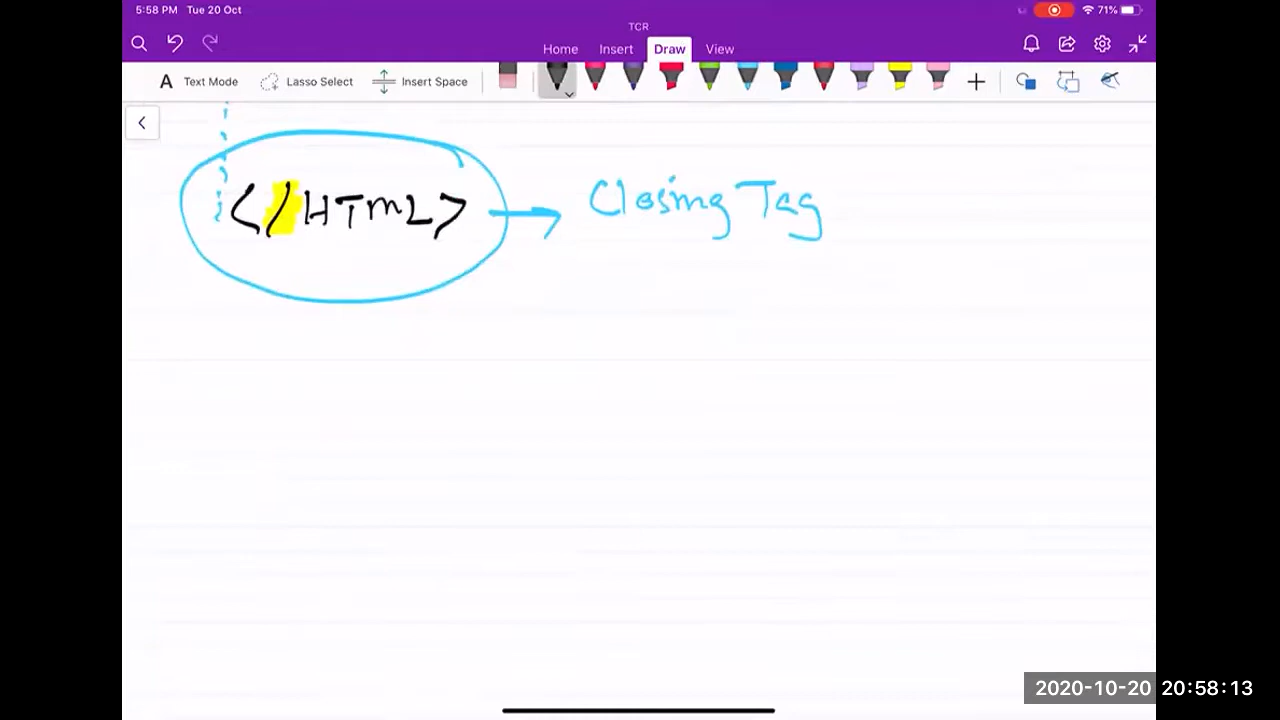 5:58 PM Tue 20 Oct
71%
TCR
Home Insert Draw View
A Text Mode Lasso Select Insert Space
</HTmL> Closing Tag
2020-10-20 20:58:13